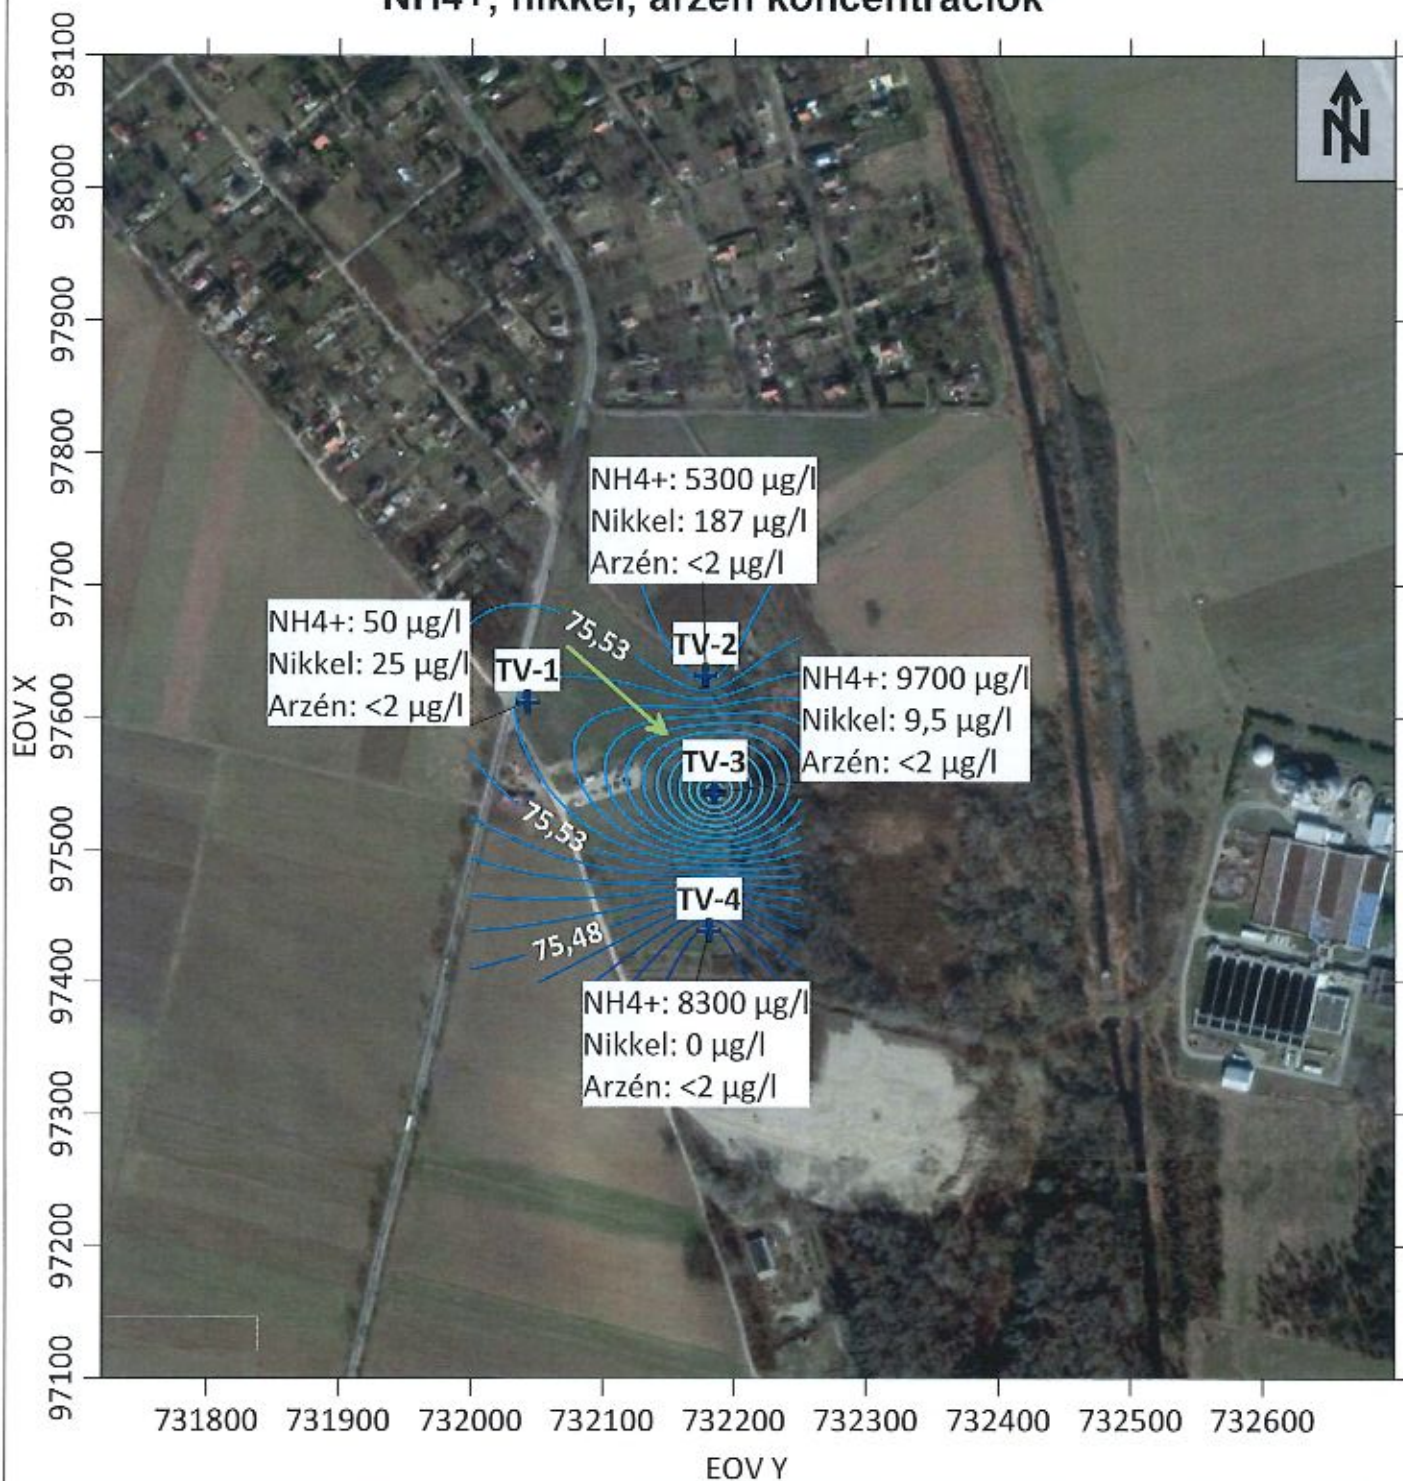 NH4+, nikkel, arzén koncentrációk
N
98100
98000
97900
97800
97700
97600
97500
97400
97300
97200
97100
EOV X
NH4+: 5300 µg/l
Nikkel: 187 µg/l
Arzén: <2 µg/l
NH4+: 50 µg/l
Nikkel: 25 µg/l
Arzén: <2 µg/l
75,53
TV-2
TV-1
NH4+: 9700 µg/l
Nikkel: 9,5 µg/l
Arzén: <2 µg/l
TV-3
75,53
TV-4
75,48
NH4+: 8300 µg/l
Nikkel: 0 µg/l
Arzén: <2 µg/l
731800 731900 732000 732100 732200 732300 732400 732500 732600
EOV Y